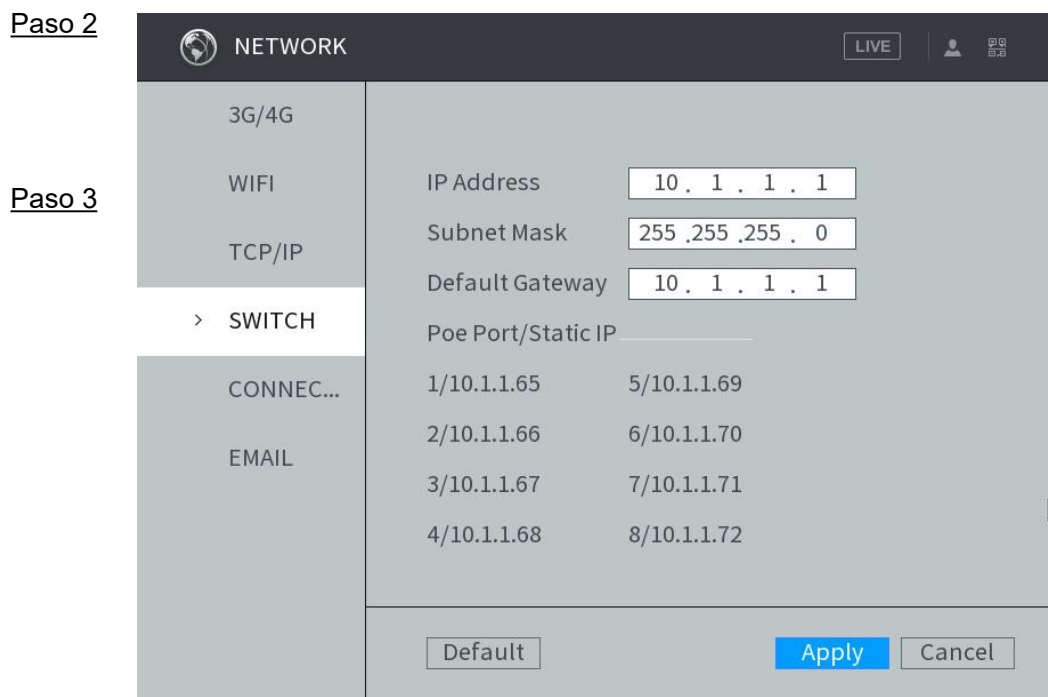 Paso 2
NETWORK
LIVE
3G/4G
WIFI
Paso 3
TCP/IP
> SWITCH
CONNEC...
EMAIL
IP Address 10 . 1 . 1 . 1
Subnet Mask 255 .255 .255 . 0
Default Gateway 10 . 1 . 1 . 1
Poe Port/Static IP
1/10.1.1.65 5/10.1.1.69
2/10.1.1.66 6/10.1.1.70
3/10.1.1.67 7/10.1.1.71
4/10.1.1.68 8/10.1.1.72
Default Apply Cancel